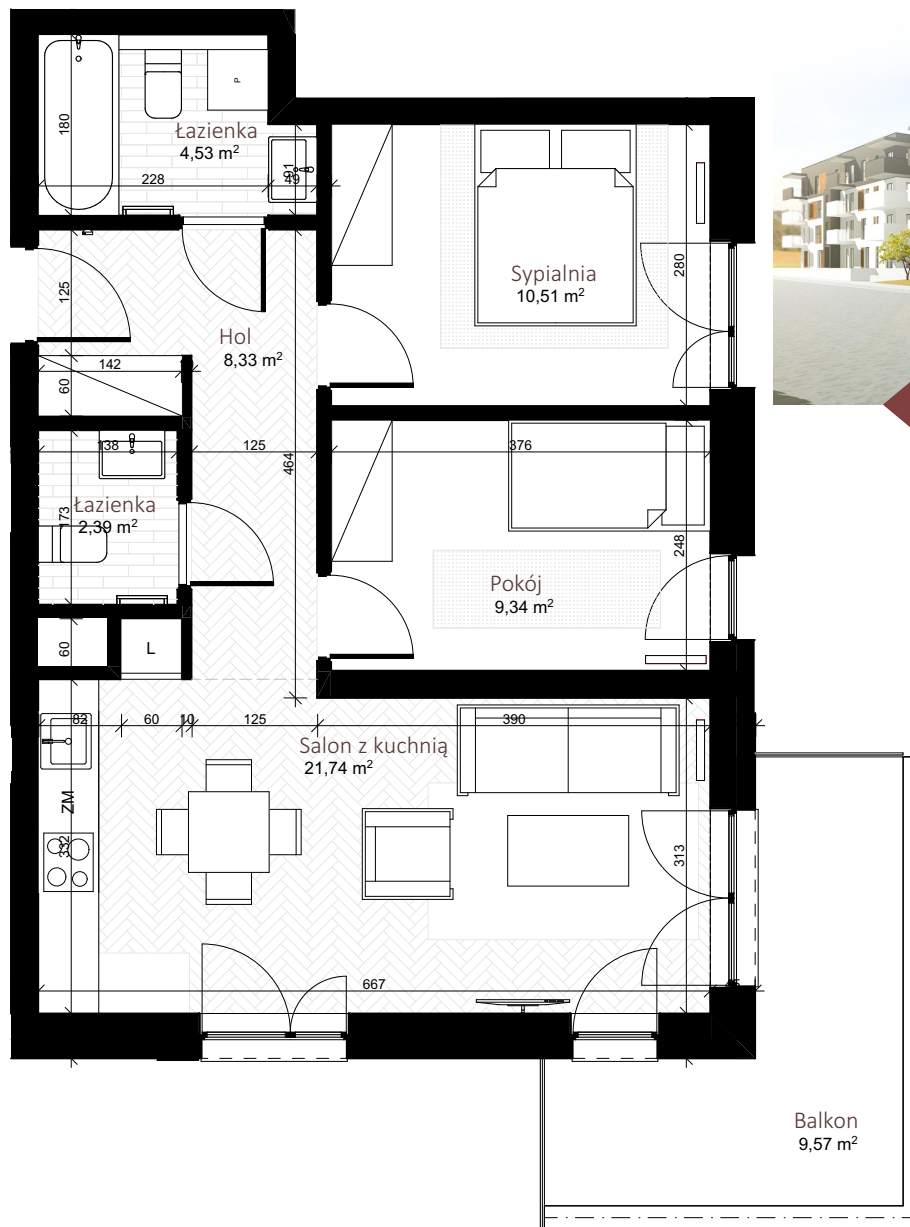 180
P
Łazienka
4,53 m²
91
228
49
125
Hol
8,33 m²
Sypialnia
10,51 m²
280
142
60
138
125
464
376
Łazienka
2,39 m²
173
248
Pokój
9,34 m²
60
L
82
60
10
125
390
Salon z kuchnią
21,74 m²
ZM
332
313
667
Balkon
9,57 m²